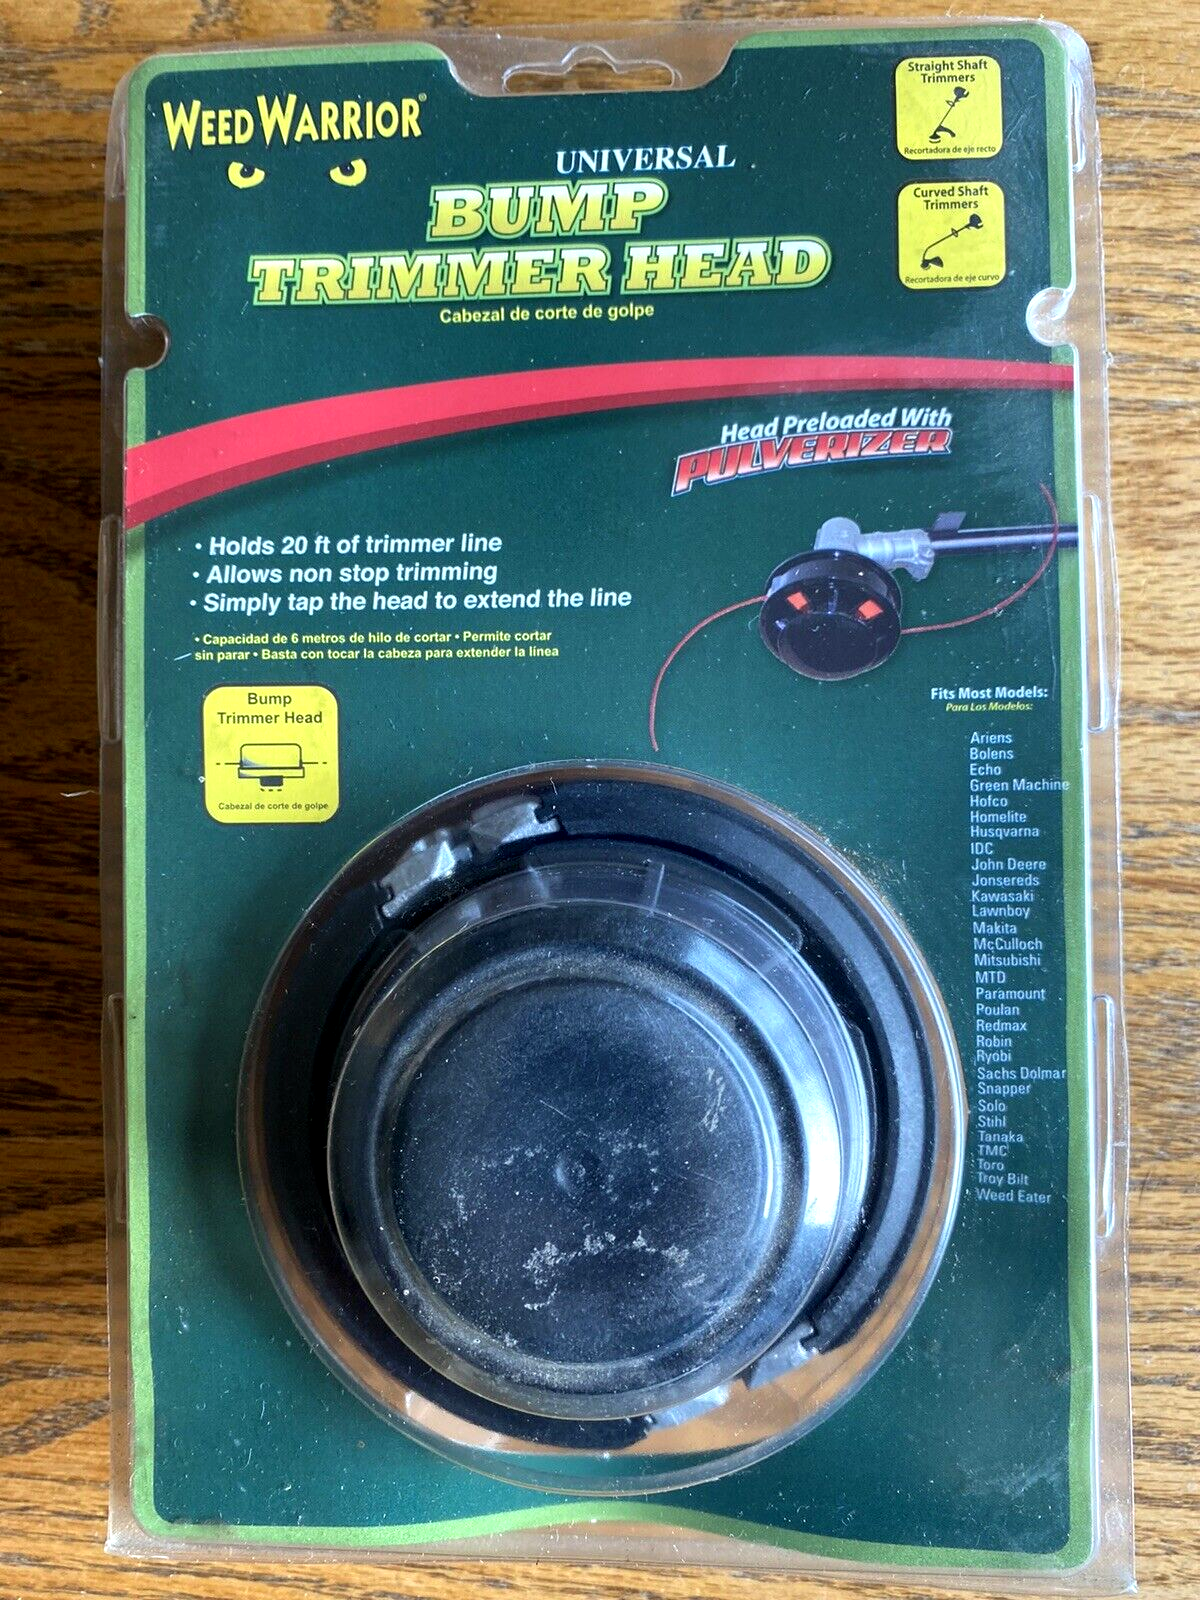 WEED WARRIOR®
UNIVERSAL
BUMP
TRIMMER HEAD
Cabezal de corte de golpe
Straight Shaft
Trimmers
Recortadora de eje recto
Curved Shaft
Trimmers
Recortadora de eje curvo
Head Preloaded With
PULVERIZER
• Holds 20 ft of trimmer line
• Allows non stop trimming
• Simply tap the head to extend the line
• Capacidad de 6 metros de hilo de cortar • Permite cortar
sin parar • Basta con tocar la cabeza para extender la línea
Bump
Trimmer Head
Cabezal de corte de golpe
Fits Most Models:
Para Los Modelos:
Ariens
Bolens
Echo
Green Machine
Hofco
Homelite
Husqvarna
IDC
John Deere
Jonsereds
Kawasaki
Lawnboy
Makita
McCulloch
Mitsubishi
MTD
Paramount
Poulan
Redmax
Robin
Ryobi
Sachs Dolmar
Snapper
Solo
Stihl
Tanaka
TMC
Toro
Troy Bilt
Weed Eater